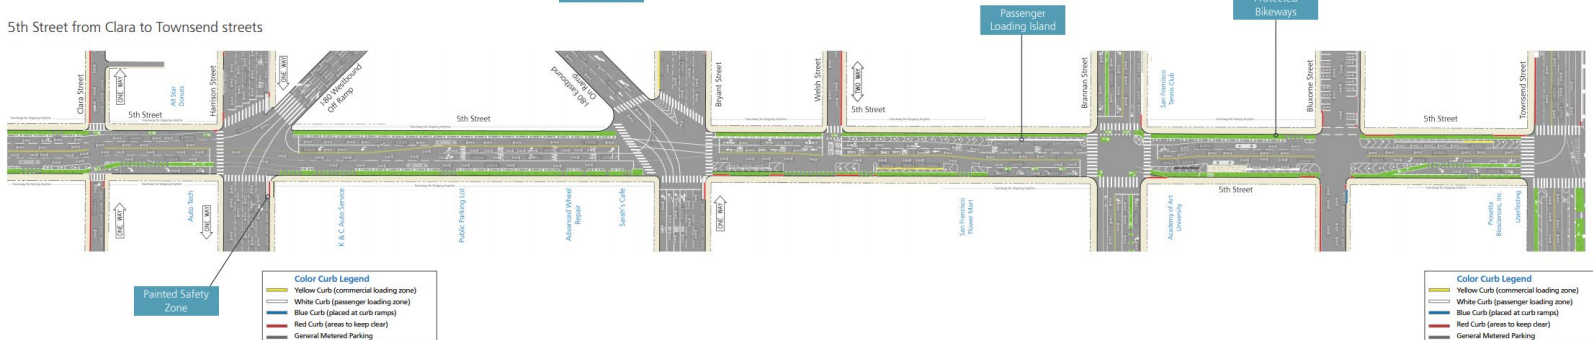 5th Street from Clara to Townsend streets
Passenger
Loading Island
Protected
Bikeways
Clara Street
ONE WAY
All Star
Donuts
5th Street
Harrison Street
ONE WAY
I-80 Westbound
Off Ramp
5th Street
I-80 Eastbound
On Ramp
Bryant Street
Welsh Street
TWO WAY
5th Street
Brannan Street
San Francisco
Tennis Club
Bluxome Street
5th Street
Townsend Street
ONE WAY
Auto Tech
ONE WAY
K & C Auto Service
Public Parking Lot
Advanced Wheel
Repair
Sarah's Cafe
ONE WAY
San Francisco
Flower Mart
Academy of Art
University
5th Street
UserTesting
Painted Safety
Zone
Color Curb Legend
Yellow Curb (commercial loading zone)
White Curb (passenger loading zone)
Blue Curb (placed at curb ramps)
Red Curb (areas to keep clear)
General Metered Parking
Color Curb Legend
Yellow Curb (commercial loading zone)
White Curb (passenger loading zone)
Blue Curb (placed at curb ramps)
Red Curb (areas to keep clear)
General Metered Parking